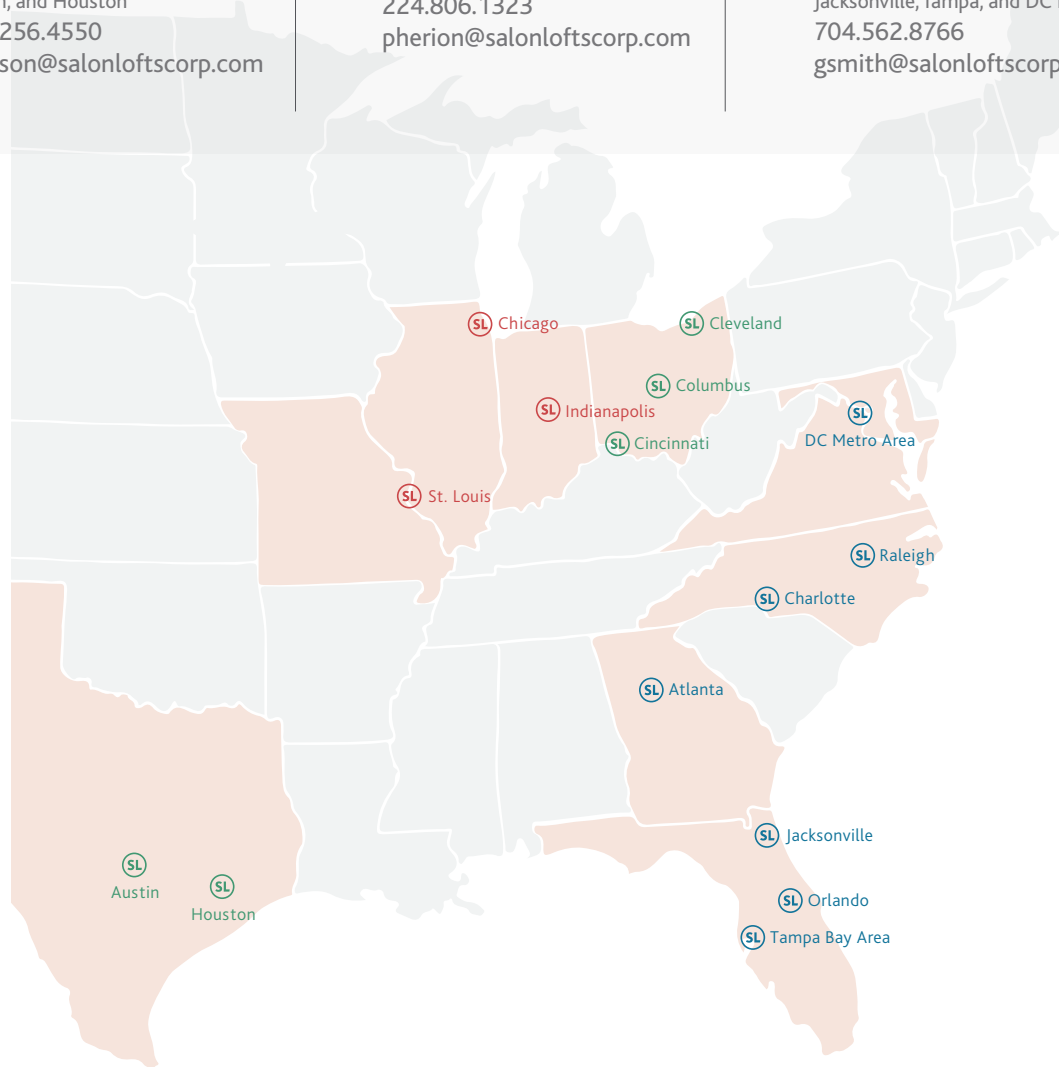 and Houston
256.4550
son@salonloftscorp.com
224.806.1323
pherion@salonloftscorp.com
Jacksonville, Tampa, and DC
704.562.8766
gsmith@salonloftscorp
SL Chicago
SL Cleveland
SL Columbus
SL Indianapolis
SL
DC Metro Area
SL Cincinnati
SL St. Louis
SL Raleigh
SL Charlotte
SL Atlanta
SL Jacksonville
SL
Austin
SL
Houston
SL Orlando
SL Tampa Bay Area